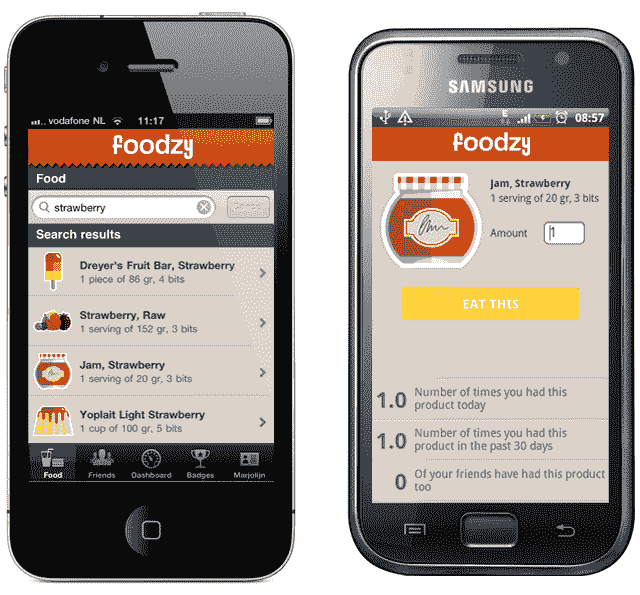 vodafone NL 11:17
foodzy
Food
strawberry
Search results
Dreyer's Fruit Bar, Strawberry
1 piece of 86 gr, 4 bits
Strawberry, Raw
1 serving of 152 gr, 3 bits
Jam, Strawberry
1 serving of 20 gr, 3 bits
Yoplait Light Strawberry
1 cup of 100 gr, 5 bits
Food Friends Dashboard Badges Marjolijn
SAMSUNG
E 08:57
foodzy
Jam, Strawberry
1 serving of 20 gr, 3 bits
Amount 1
EAT THIS
1.0 Number of times you had this
product today
1.0 Number of times you had this
product in the past 30 days
0 Of your friends have had this product
too